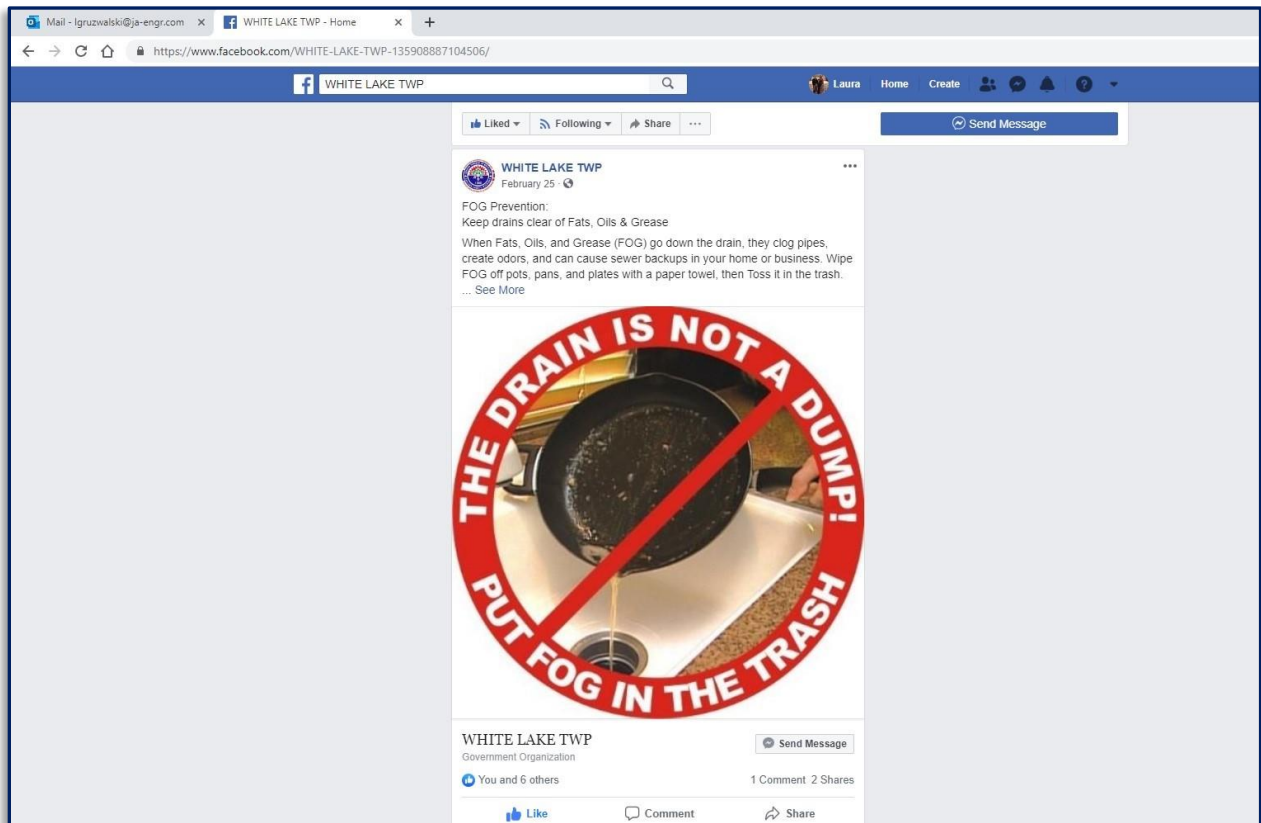 Mail - lgruzwalski@ja-engr.com
WHITE LAKE TWP - Home
https://www.facebook.com/WHITE-LAKE-TWP-135908887104506/
WHITE LAKE TWP
Laura Home Create
Liked Following Share ...
Send Message
WHITE LAKE TWP
February 25 ·
FOG Prevention:
Keep drains clear of Fats, Oils & Grease
When Fats, Oils, and Grease (FOG) go down the drain, they clog pipes,
create odors, and can cause sewer backups in your home or business. Wipe
FOG off pots, pans, and plates with a paper towel, then Toss it in the trash.
... See More
THE DRAIN IS NOT A DUMP!
PUT FOG IN THE TRASH
WHITE LAKE TWP
Send Message
Government Organization
You and 6 others 1 Comment 2 Shares
Like Comment Share